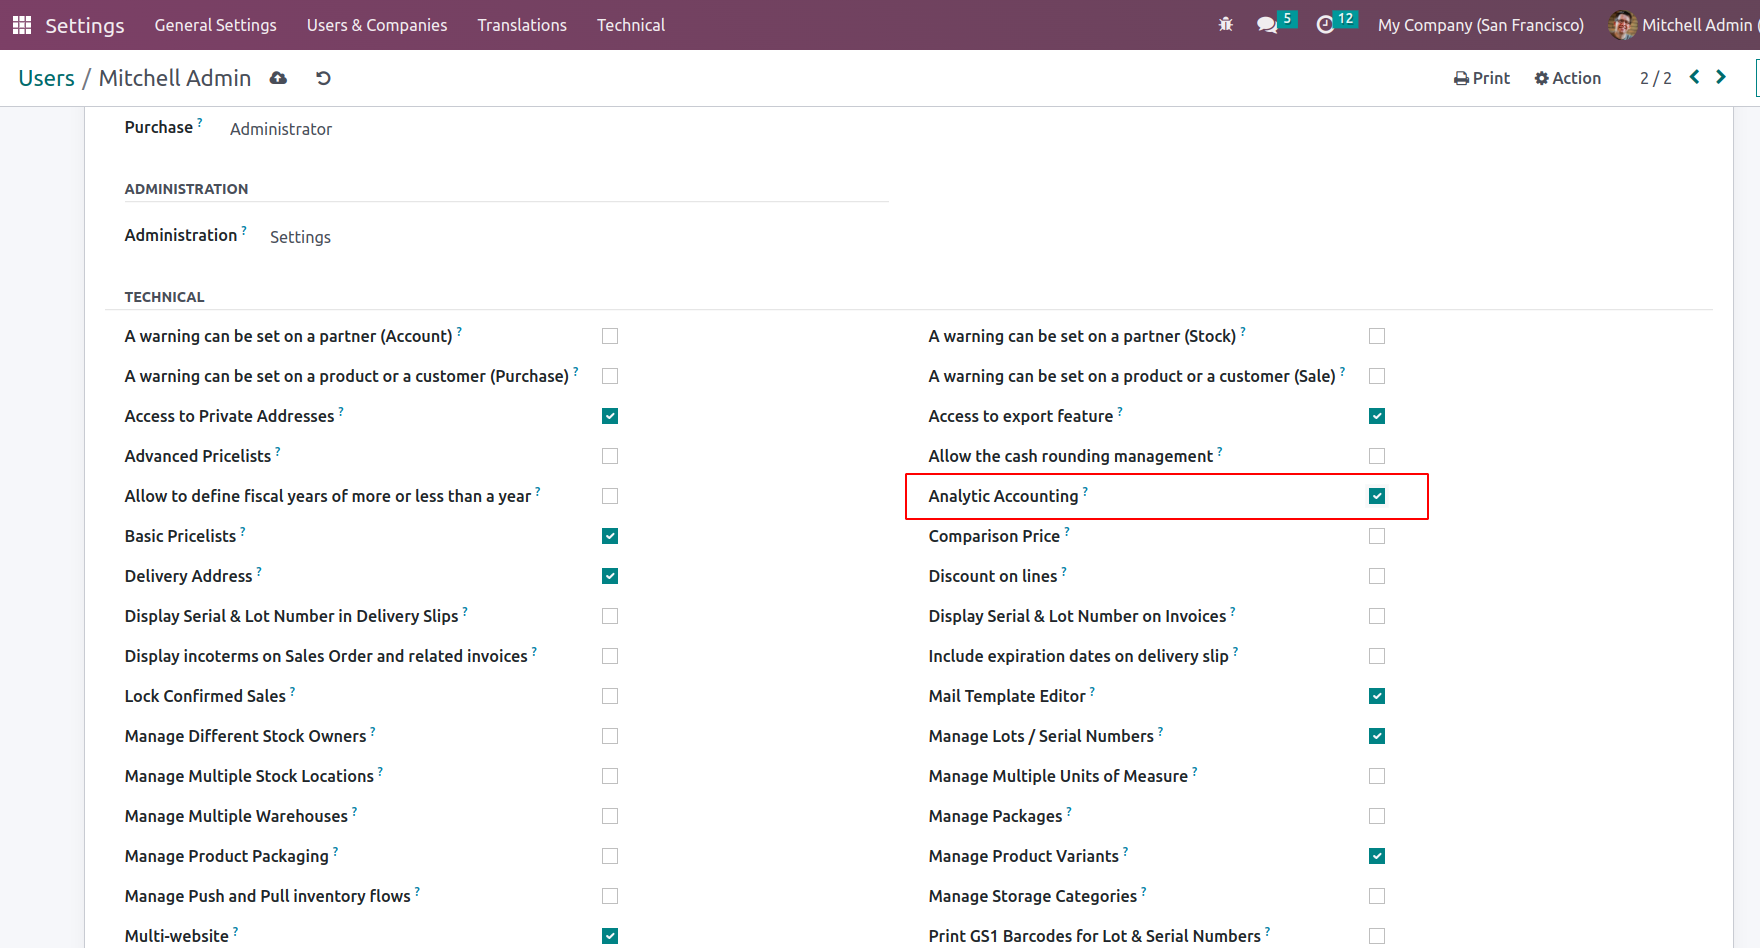 Settings General Settings Users & Companies Translations Technical 5 12 My Company (San Francisco) Mitchell Admin (
Users / Mitchell Admin Print Action 2 / 2
Purchase ? Administrator
ADMINISTRATION
Administration ? Settings
TECHNICAL
A warning can be set on a partner (Account) ? A warning can be set on a partner (Stock) ?
A warning can be set on a product or a customer (Purchase) ? A warning can be set on a product or a customer (Sale) ?
Access to Private Addresses ? Access to export feature ?
Advanced Pricelists ? Allow the cash rounding management ?
Allow to define fiscal years of more or less than a year ? Analytic Accounting ?
Basic Pricelists ? Comparison Price ?
Delivery Address ? Discount on lines ?
Display Serial & Lot Number in Delivery Slips ? Display Serial & Lot Number on Invoices ?
Display incoterms on Sales Order and related invoices ? Include expiration dates on delivery slip ?
Lock Confirmed Sales ? Mail Template Editor ?
Manage Different Stock Owners ? Manage Lots / Serial Numbers ?
Manage Multiple Stock Locations ? Manage Multiple Units of Measure ?
Manage Multiple Warehouses ? Manage Packages ?
Manage Product Packaging ? Manage Product Variants ?
Manage Push and Pull inventory flows ? Manage Storage Categories ?
Multi-website ? Print GS1 Barcodes for Lot & Serial Numbers ?